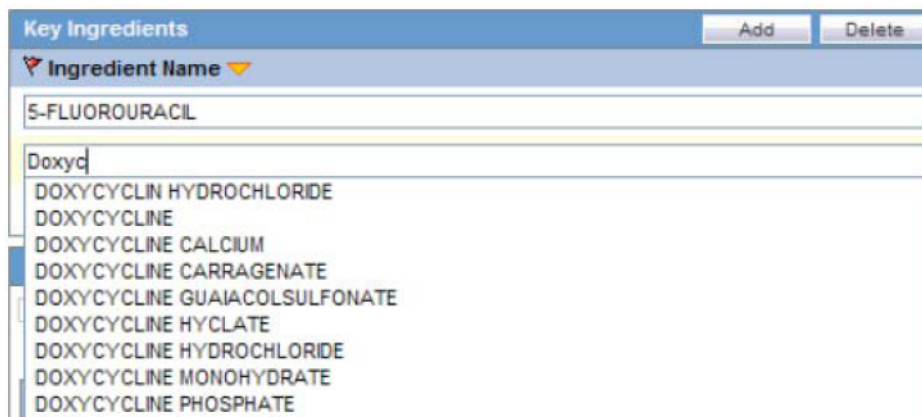 Key Ingredients Add Delete
Ingredient Name
5-FLUOROURACIL
Doxyc
DOXYCYCLIN HYDROCHLORIDE
DOXYCYCLINE
DOXYCYCLINE CALCIUM
DOXYCYCLINE CARRAGENATE
DOXYCYCLINE GUAIACOLSULFONATE
DOXYCYCLINE HYCLATE
DOXYCYCLINE HYDROCHLORIDE
DOXYCYCLINE MONOHYDRATE
DOXYCYCLINE PHOSPHATE